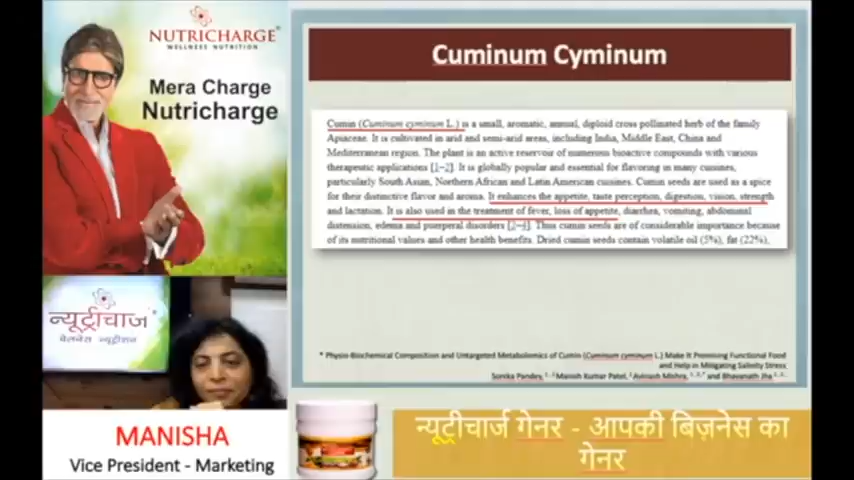 NUTRICHARGE
WELLNESS NUTRITION
Mera Charge
Nutricharge
न्यूट्रीचार्ज
वेलनेस न्यूट्रीशन
MANISHA
Vice President - Marketing
Cuminum Cyminum
Cumin (Cuminum cyminum L.) is a small, aromatic, annual, diploid cross pollinated herb of the family
Apiaceae. It is cultivated in arid and semi-arid areas, including India, Middle East, China and
Mediterranean region. The plant is an active reservoir of numerous bioactive compounds with various
therapeutic applications [1–2]. It is globally popular and essential for flavoring in many cuisines,
particularly South Asian, Northern African and Latin American cuisines. Cumin seeds are used as a spice
for their distinctive flavor and aroma. It enhances the appetite, taste perception, digestion, vision, strength
and lactation. It is also used in the treatment of fever, loss of appetite, diarrhea, vomiting, abdominal
distension, edema and puerperal disorders [2–4]. Thus cumin seeds are of considerable importance because
of its nutritional values and other health benefits. Dried cumin seeds contain volatile oil (5%), fat (22%),
* Physio-Biochemical Composition and Untargeted Metabolomics of Cumin (Cuminum cyminum L.) Make It Promising Functional Food
and Help in Mitigating Salinity Stress
Sonika Pandey, Manish Kumar Patel, Avinash Mishra, and Bhavanath Jha
न्यूट्रीचार्ज गेनर - आपकी बिज़नेस का
गेनर